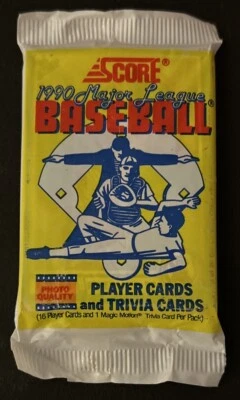 SCORE®
1990 Major League®
BASEBALL
PHOTO
QUALITY
PLAYER CARDS
and TRIVIA CARDS
(16 Player Cards and 1 Magic Motion® Trivia Card Per Pack)